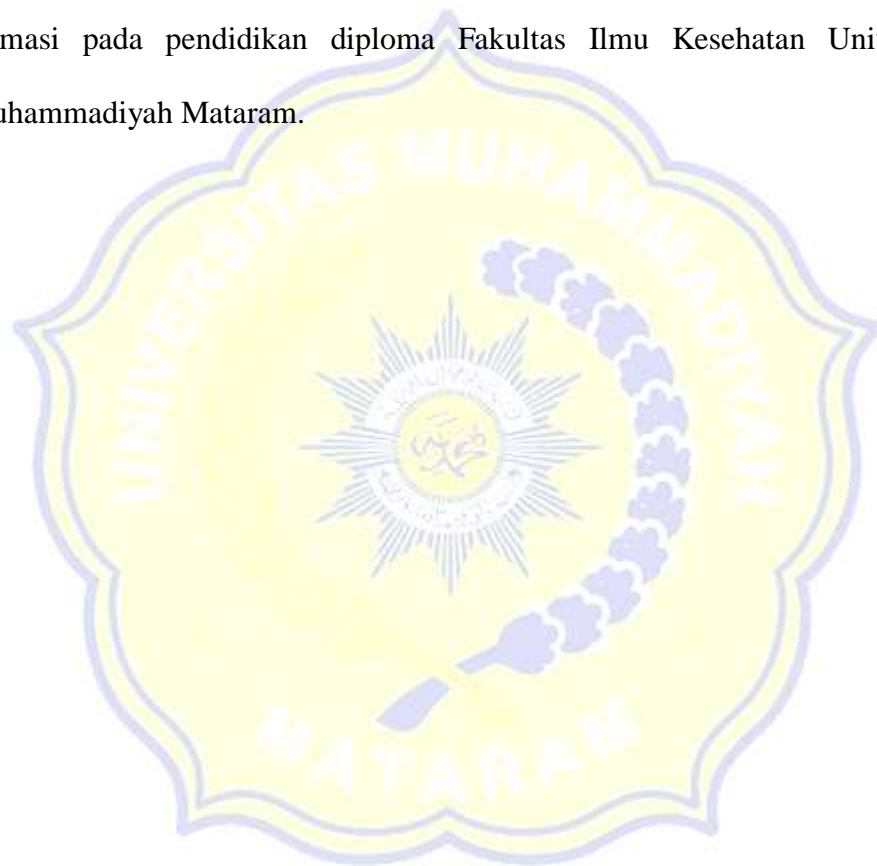 masi pada pendidikan diploma Fakultas Ilmu Kesehatan Uni
uhammadiyah Mataram.
UNIVERSITAS MUHAMMADIYAH
MATARAM